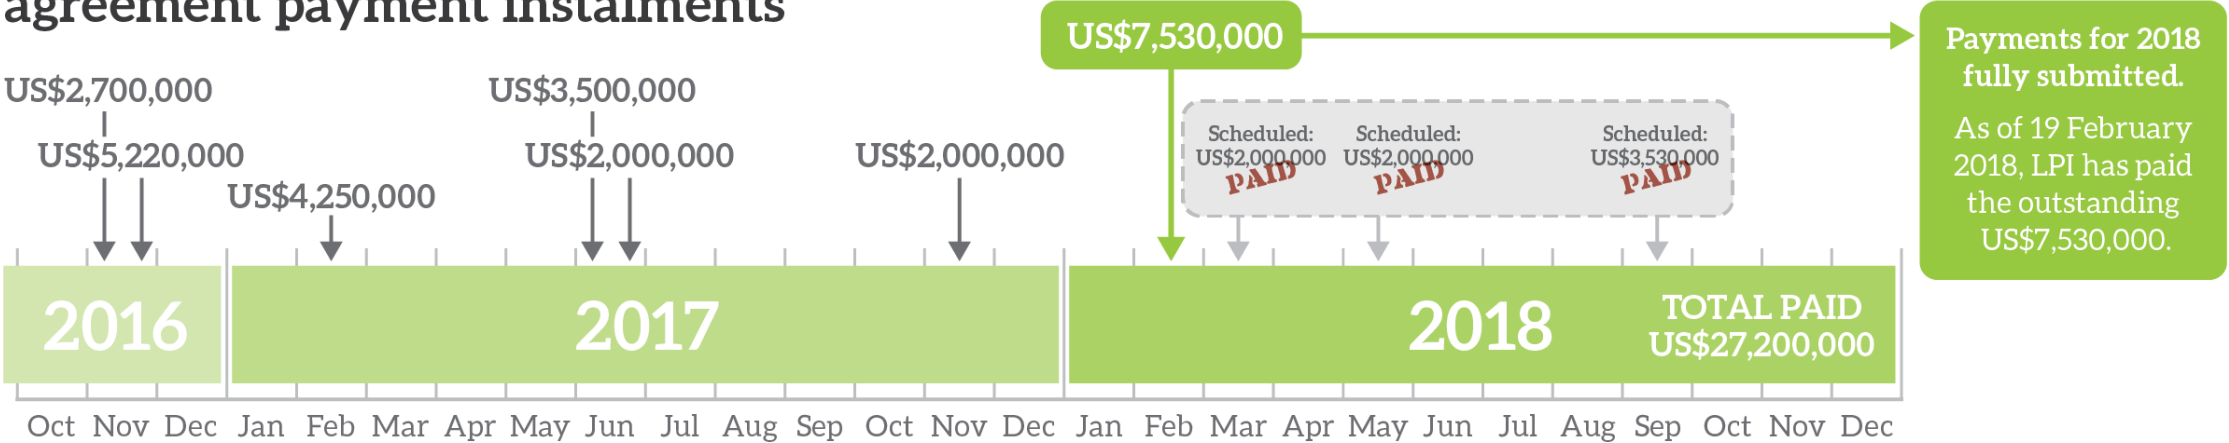 agreement payment instalments
US$2,700,000
US$5,220,000
US$4,250,000
US$3,500,000
US$2,000,000
US$2,000,000
US$7,530,000
Scheduled:
US$2,000,000
PAID
Scheduled:
US$2,000,000
PAID
Scheduled:
US$3,530,000
PAID
Payments for 2018
fully submitted.
As of 19 February
2018, LPI has paid
the outstanding
US$7,530,000.
2016
2017
2018
TOTAL PAID
US$27,200,000
Oct Nov Dec Jan Feb Mar Apr May Jun Jul Aug Sep Oct Nov Dec Jan Feb Mar Apr May Jun Jul Aug Sep Oct Nov Dec